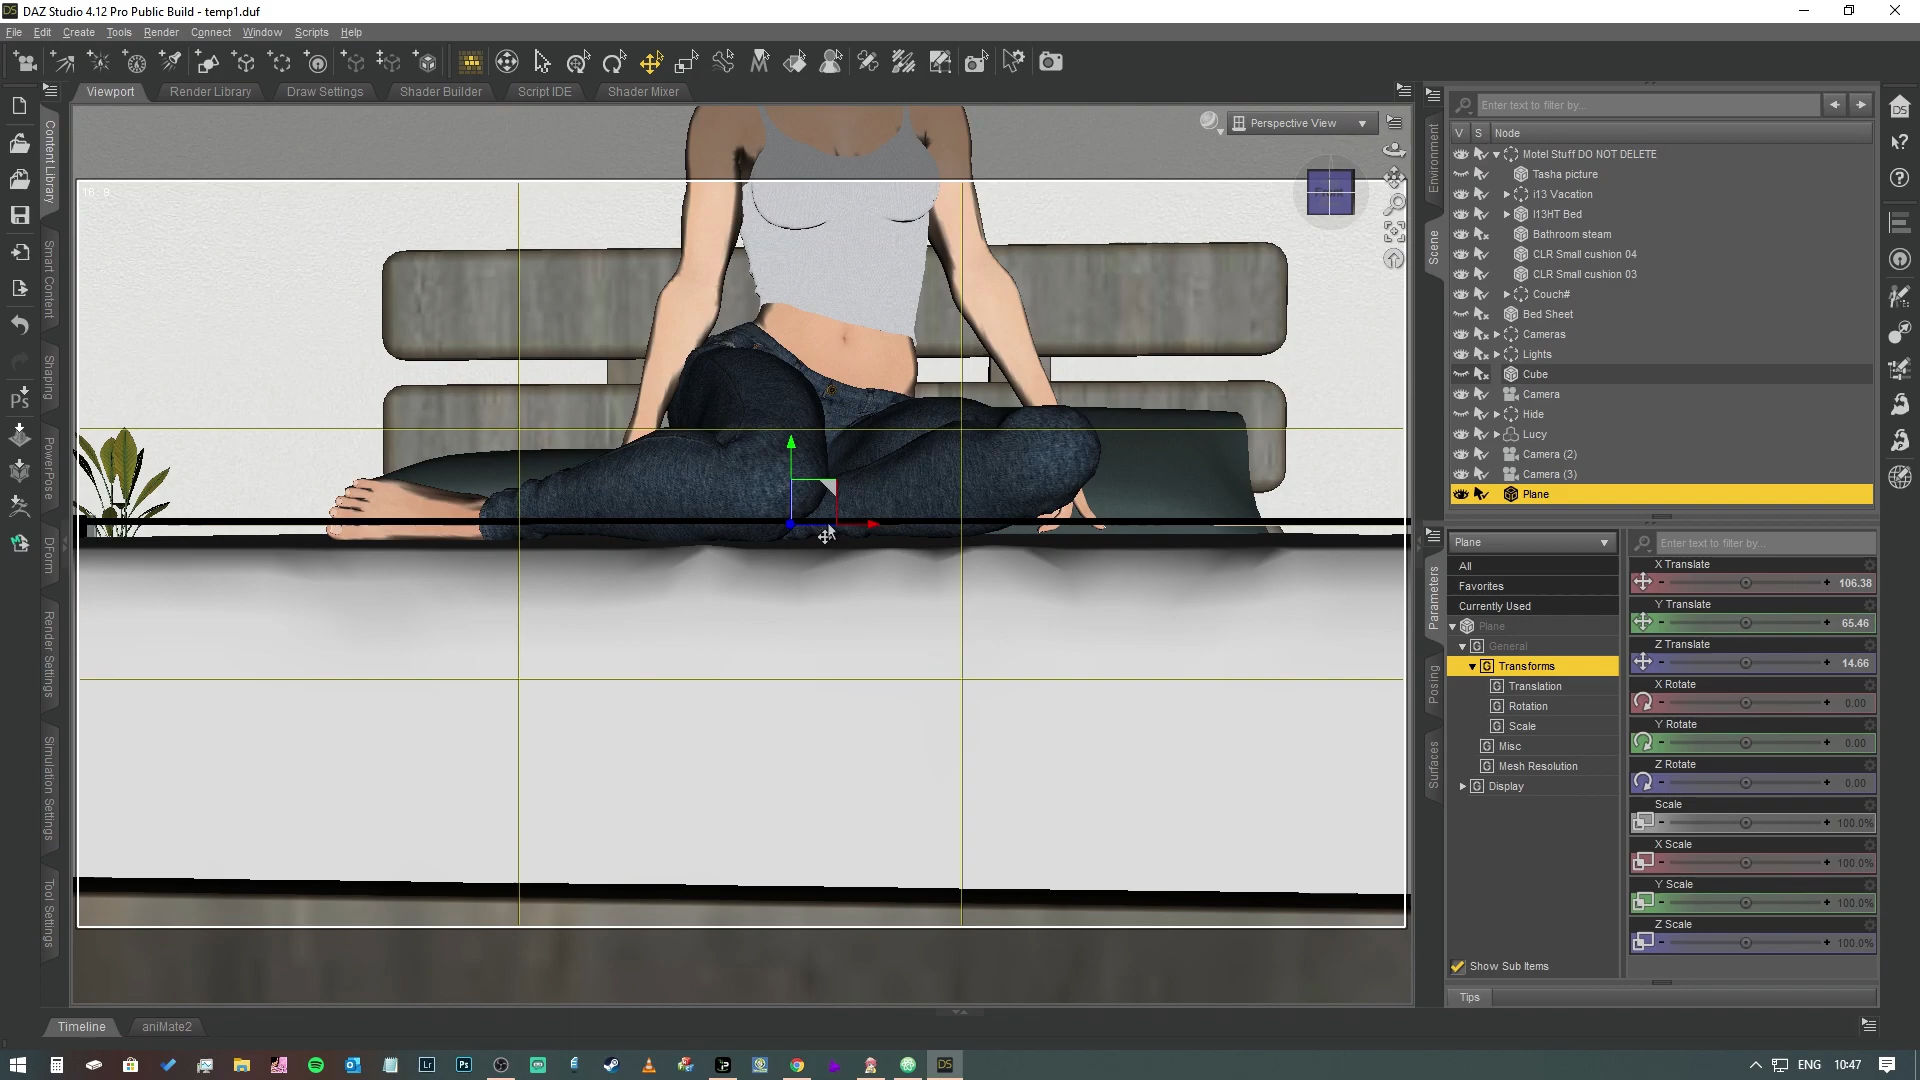 DAZ Studio 4.12 Pro Public Build - temp1.duf
File Edit Create Tools Render Connect Window Scripts Help
Viewport Render Library Draw Settings Shader Builder Script IDE Shader Mixer
Content Library
Smart Content
Shaping
PowerPose
DForm
Render Settings
Simulation Settings
Tool Settings
Perspective View
Environment
Scene
Enter text to filter by...
V S Node
Motel Stuff DO NOT DELETE
Tasha picture
i13 Vacation
I13HT Bed
Bathroom steam
CLR Small cushion 04
CLR Small cushion 03
Couch#
Bed Sheet
Cameras
Lights
Cube
Camera
Hide
Lucy
Camera (2)
Camera (3)
Plane
Parameters
Posing
Surfaces
Plane
All
Favorites
Currently Used
Plane
General
Transforms
Translation
Rotation
Scale
Misc
Mesh Resolution
Display
Show Sub Items
Enter text to filter by...
X Translate
106.38
Y Translate
65.46
Z Translate
14.66
X Rotate
0.00
Y Rotate
0.00
Z Rotate
0.00
Scale
100.0%
X Scale
100.0%
Y Scale
100.0%
Z Scale
100.0%
Tips
Timeline aniMate2
ENG 10:47